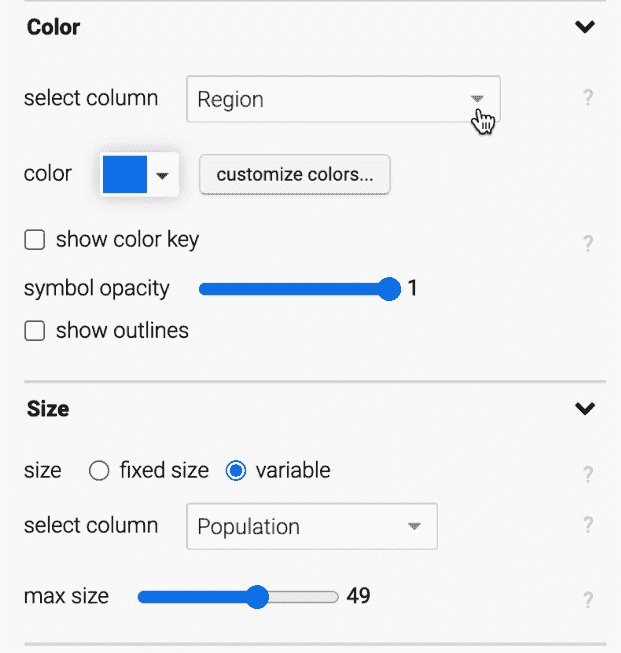 Color
select column Region ?
color customize colors...
show color key ?
symbol opacity 1
show outlines
Size
size fixed size variable ?
select column Population ?
max size 49 ?